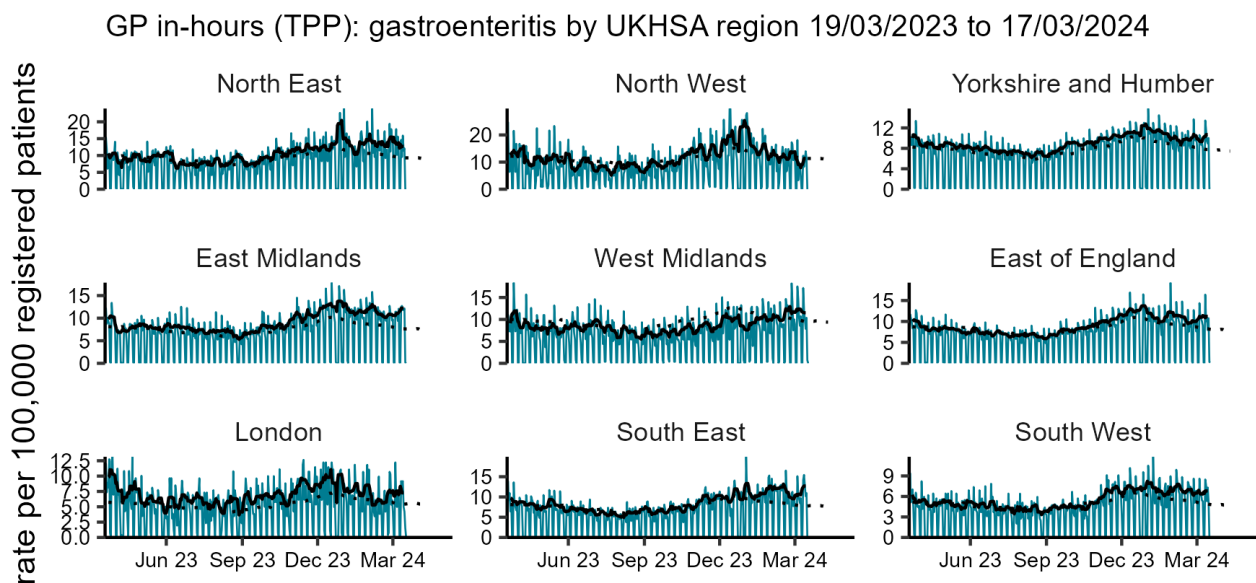 GP in-hours (TPP): gastroenteritis by UKHSA region 19/03/2023 to 17/03/2024
rate per 100,000 registered patients
North East
North West
Yorkshire and Humber
20
15
10
5
0
20
10
0
12
8
4
0
East Midlands
West Midlands
East of England
15
10
5
0
15
10
5
0
15
10
5
0
London
South East
South West
12.5
10.0
7.5
5.0
2.5
0.0
15
10
5
0
9
6
3
0
Jun 23 Sep 23 Dec 23 Mar 24
Jun 23 Sep 23 Dec 23 Mar 24
Jun 23 Sep 23 Dec 23 Mar 24